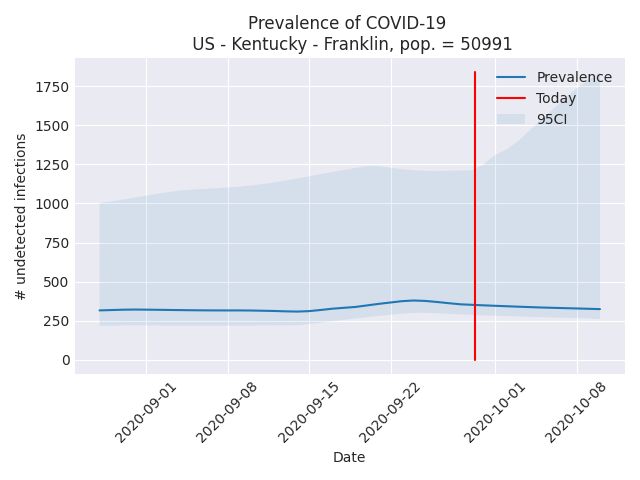 Prevalence of COVID-19
US - Kentucky - Franklin, pop. = 50991
Prevalence
Today
95CI
1750
1500
1250
1000
750
500
250
0
# undetected infections
2020-09-01
2020-09-08
2020-09-15
2020-09-22
2020-10-01
2020-10-08
Date